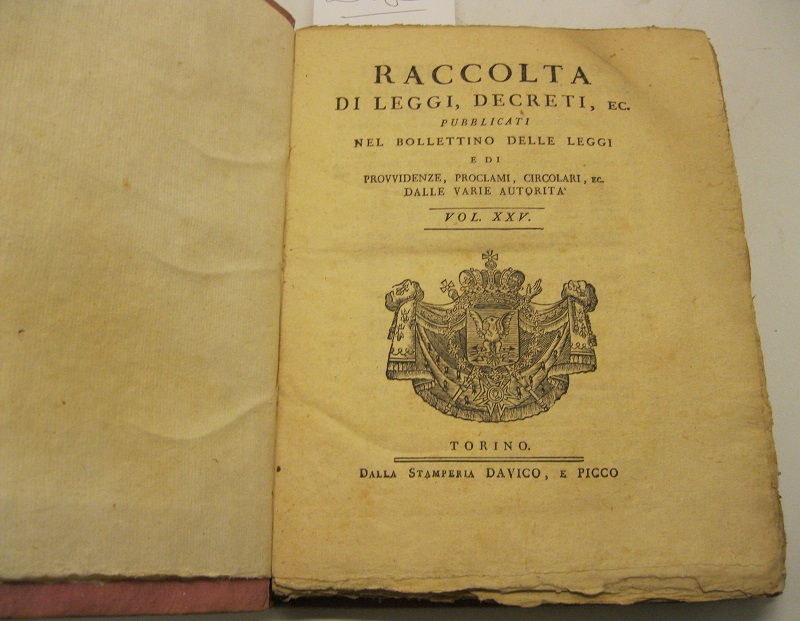 RACCOLTA
DI LEGGI, DECRETI, EC.
PUBBLICATI
NEL BOLLETTINO DELLE LEGGI
E DI
PROVVIDENZE, PROCLAMI, CIRCOLARI, EC.
DALLE VARIE AUTORITA'
VOL. XXV.
TORINO.
DALLA STAMPERIA DAVICO, E PICCO